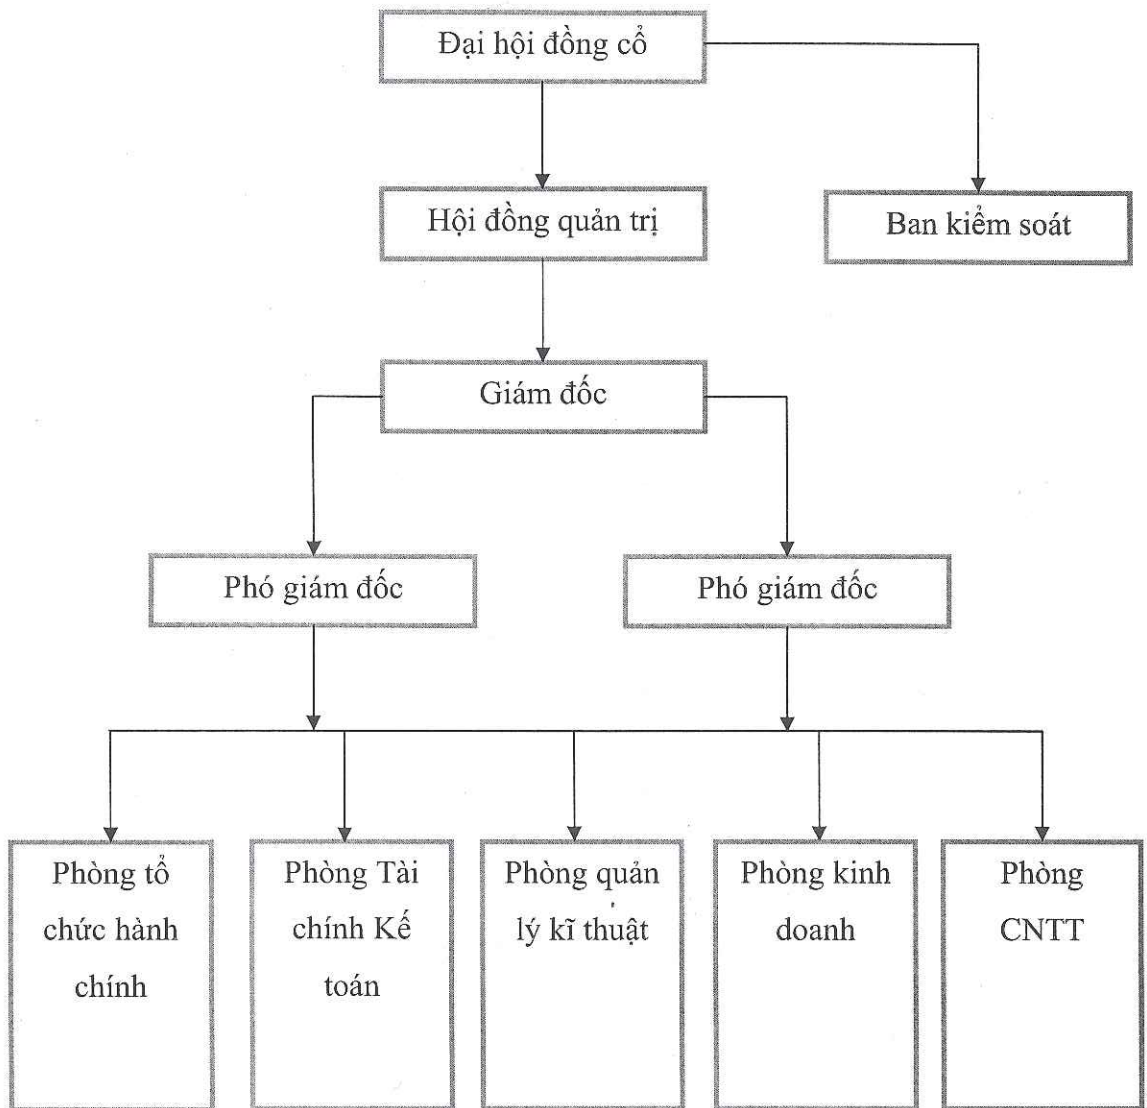 Đại hội đồng cổ
Hội đồng quản trị
Ban kiểm soát
Giám đốc
Phó giám đốc
Phó giám đốc
Phòng tổ
chức hành
chính
Phòng Tài
chính Kế
toán
Phòng quản
lý kĩ thuật
Phòng kinh
doanh
Phòng
CNTT